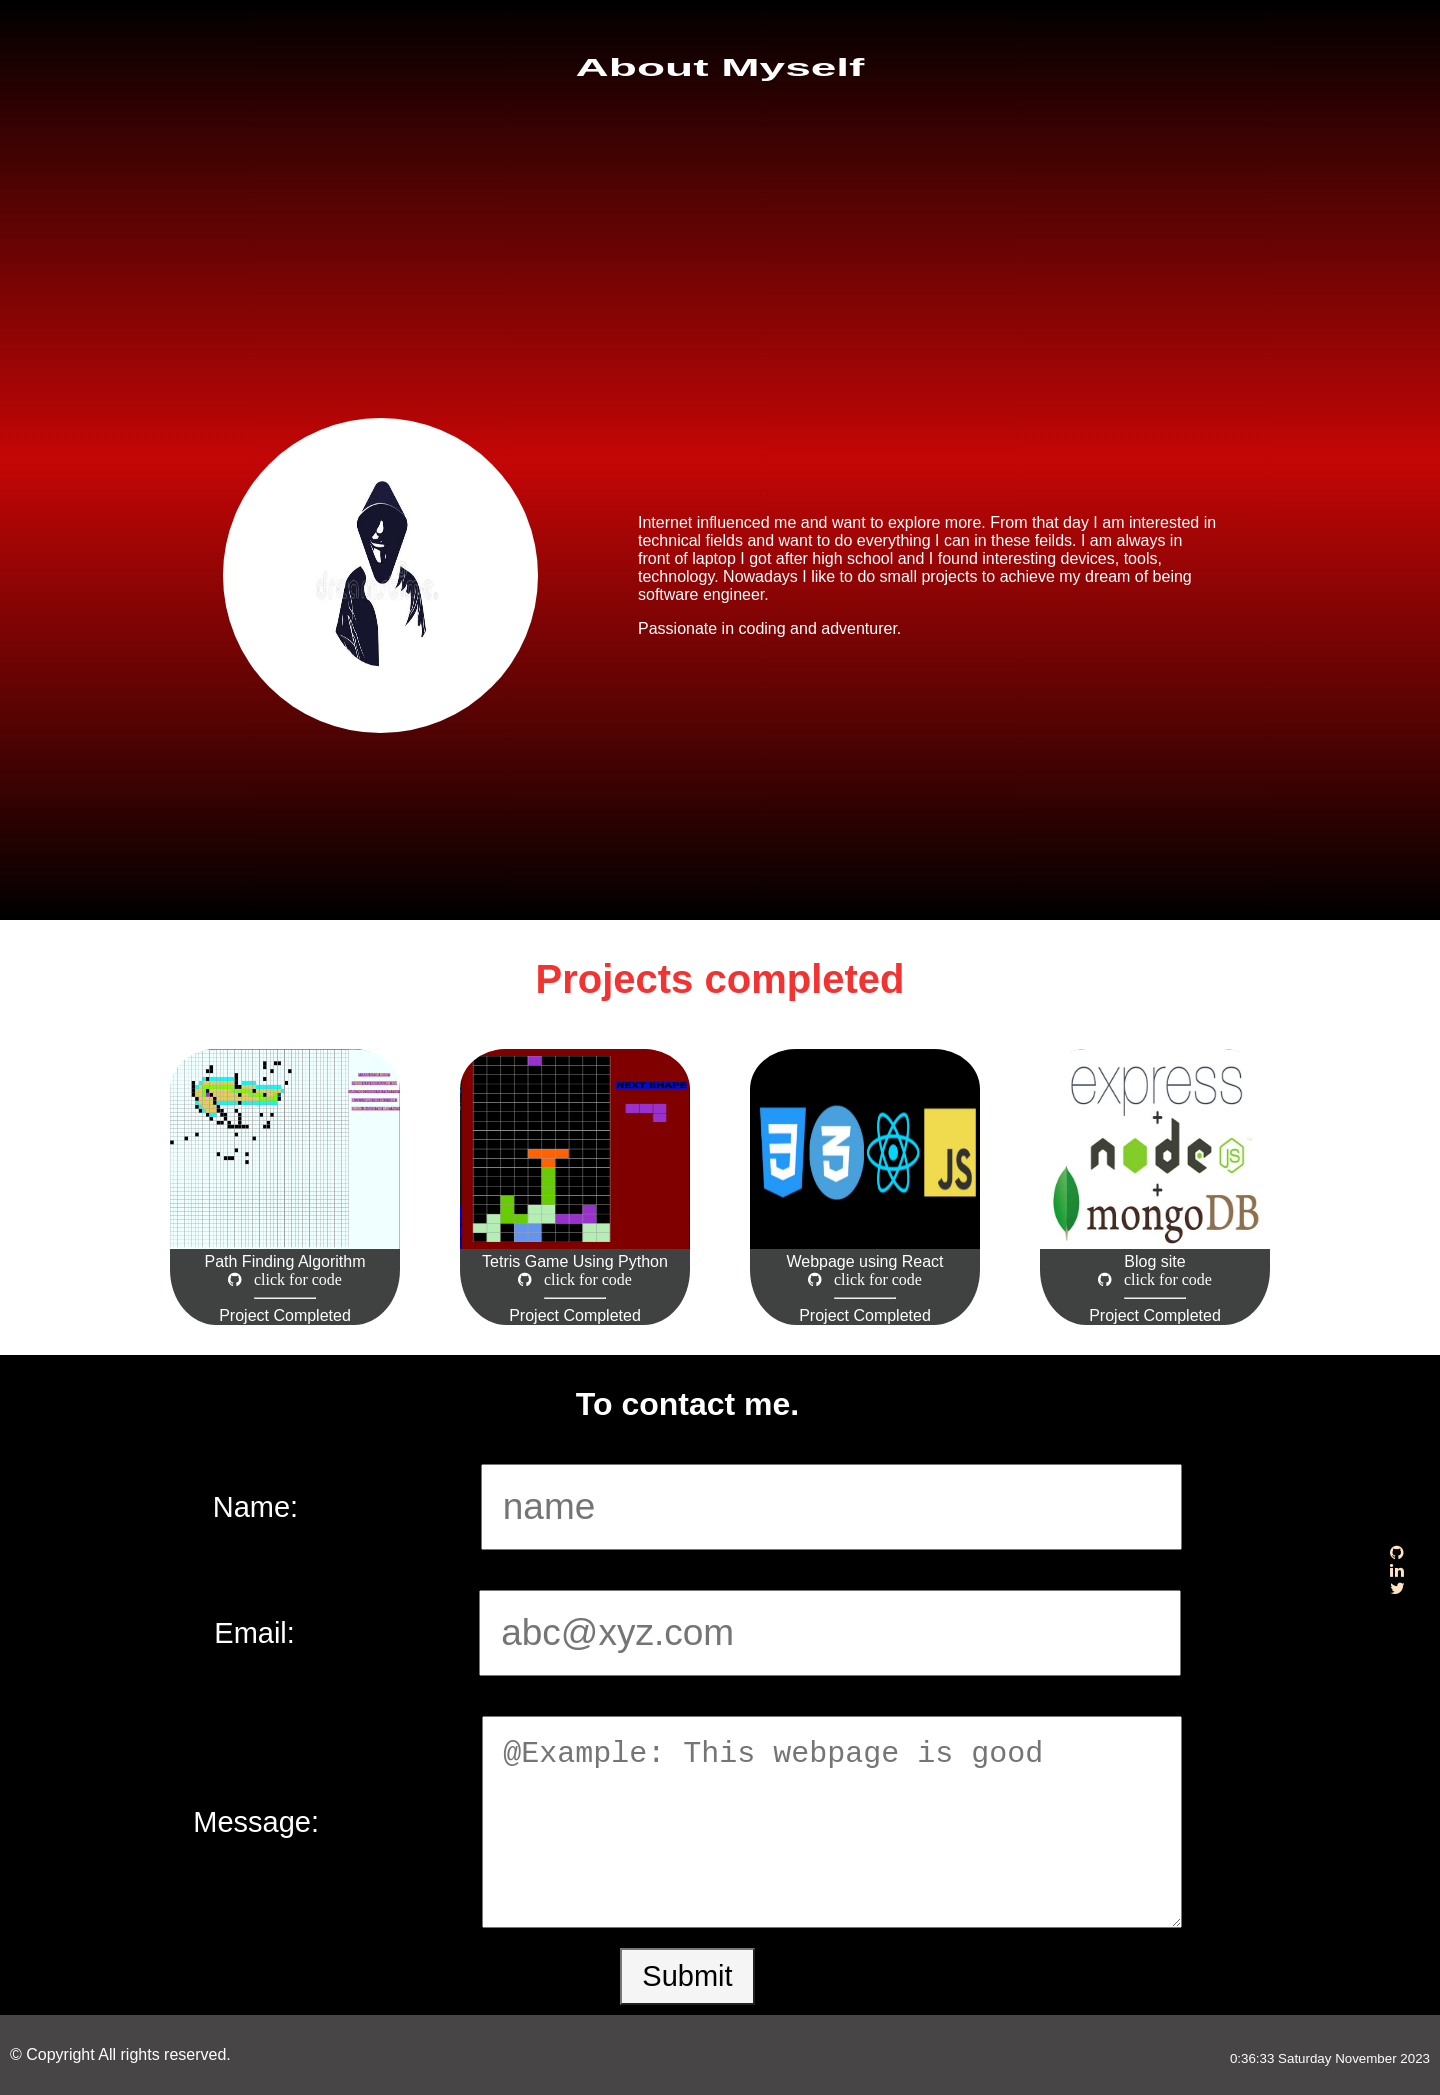 About Myself
Internet influenced me and want to explore more. From that day I am interested in
technical fields and want to do everything I can in these feilds. I am always in
front of laptop I got after high school and I found interesting devices, tools,
technology. Nowadays I like to do small projects to achieve my dream of being
software engineer.
Passionate in coding and adventurer.
Projects completed
NEXT SHAPE
3
3
JS
express
+
node JS
+
mongoDB
Path Finding Algorithm
click for code
Project Completed
Tetris Game Using Python
click for code
Project Completed
Webpage using React
click for code
Project Completed
Blog site
click for code
Project Completed
To contact me.
Name:
name
Email:
abc@xyz.com
Message:
@Example: This webpage is good
in
Submit
© Copyright All rights reserved.
0:36:33 Saturday November 2023